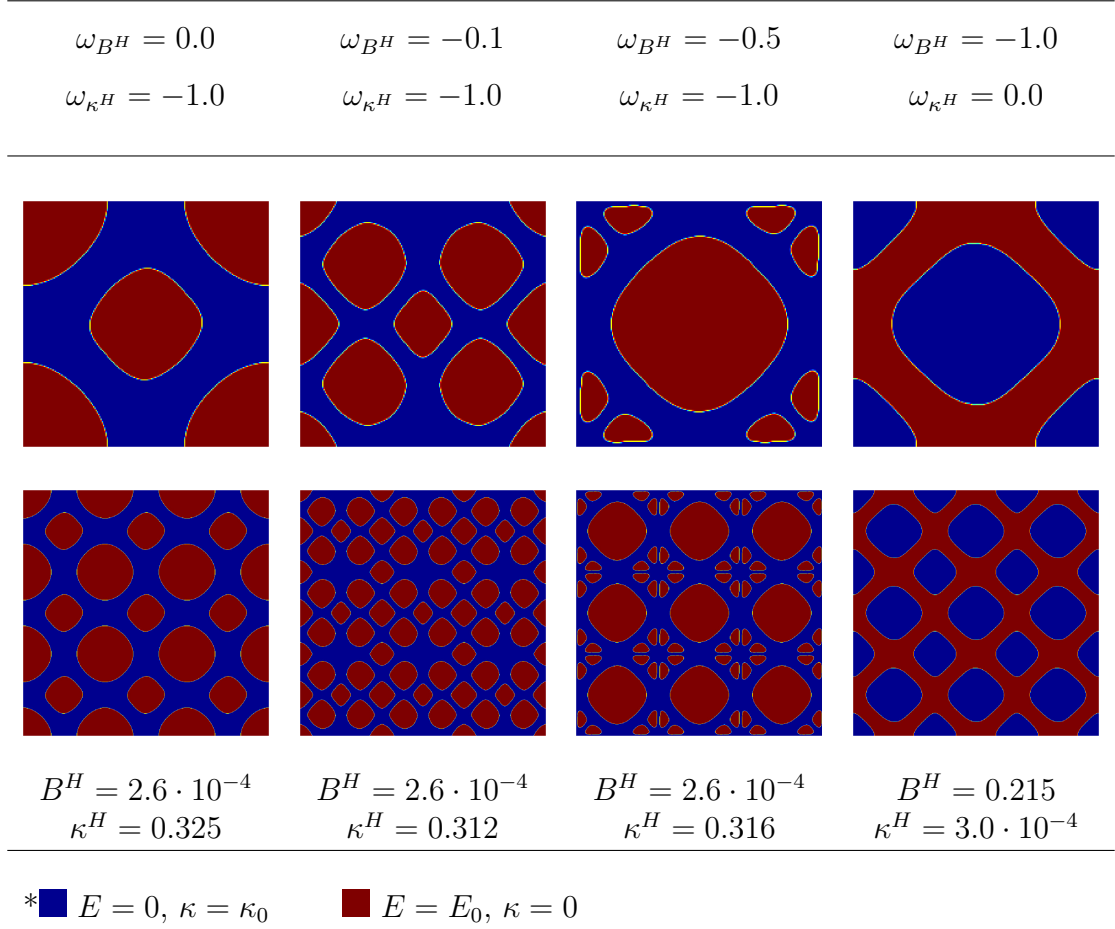 ω_{B^H} = 0.0 ω_{B^H} = −0.1 ω_{B^H} = −0.5 ω_{B^H} = −1.0
ω_{κ^H} = −1.0 ω_{κ^H} = −1.0 ω_{κ^H} = −1.0 ω_{κ^H} = 0.0
B^H = 2.6 · 10^{−4} B^H = 2.6 · 10^{−4} B^H = 2.6 · 10^{−4} B^H = 0.215
κ^H = 0.325 κ^H = 0.312 κ^H = 0.316 κ^H = 3.0 · 10^{−4}
* E = 0, κ = κ_0 E = E_0, κ = 0